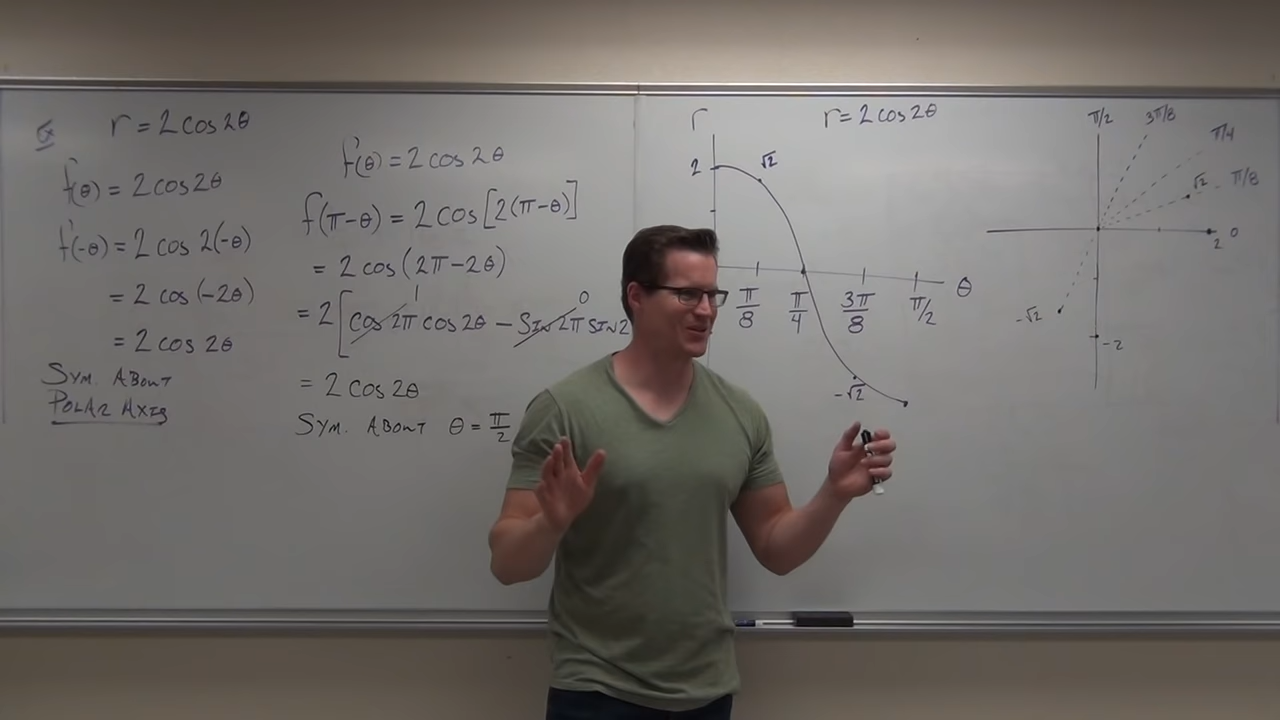 Ex r = 2 cos 2θ
f(θ) = 2 cos 2θ
f(-θ) = 2 cos 2(-θ)
= 2 cos (-2θ)
= 2 cos 2θ
SYM. ABOUT
POLAR AXIS
f(θ) = 2 cos 2θ
f(π-θ) = 2 cos [2(π-θ)]
= 2 cos (2π-2θ)
1 0
= 2 [cos 2π cos 2θ - SIN 2π SIN 2
= 2 cos 2θ
SYM. ABOUT θ = π/2
r
r = 2 cos 2θ
2
√2
π/8
π/4
3π/8
π/2
θ
-√2
π/2
3π/8
π/4
√2
π/8
2
0
-√2
-2